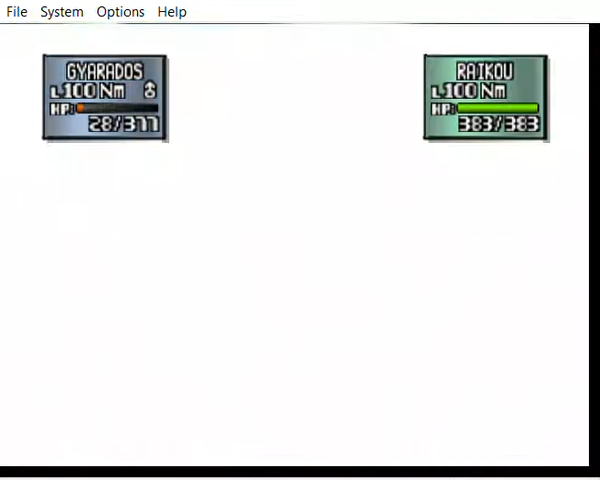 File System Options Help
GYARADOS
L100 Nm ♂
HP:
28/377
RAIKOU
L100 Nm
HP:
383/383